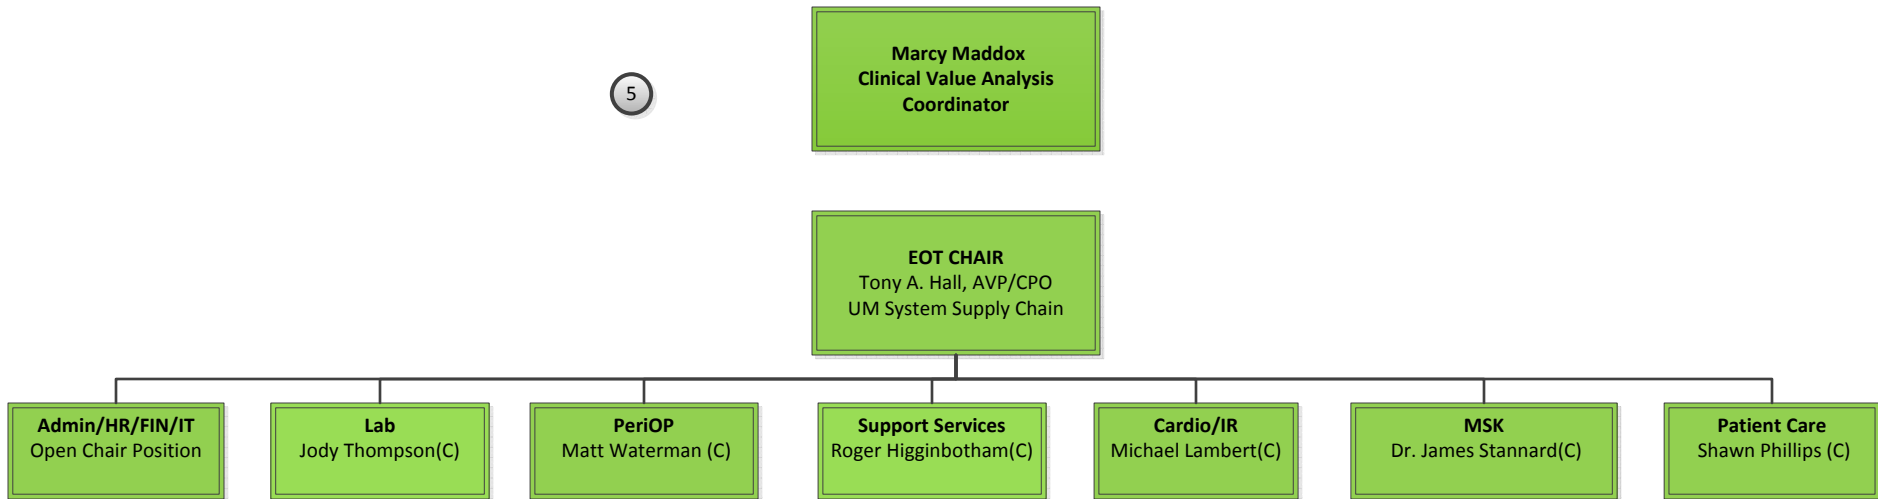 Marcy Maddox
Clinical Value Analysis
Coordinator
5
EOT CHAIR
Tony A. Hall, AVP/CPO
UM System Supply Chain
Admin/HR/FIN/IT
Open Chair Position
Lab
Jody Thompson(C)
PeriOP
Matt Waterman (C)
Support Services
Roger Higginbotham(C)
Cardio/IR
Michael Lambert(C)
MSK
Dr. James Stannard(C)
Patient Care
Shawn Phillips (C)